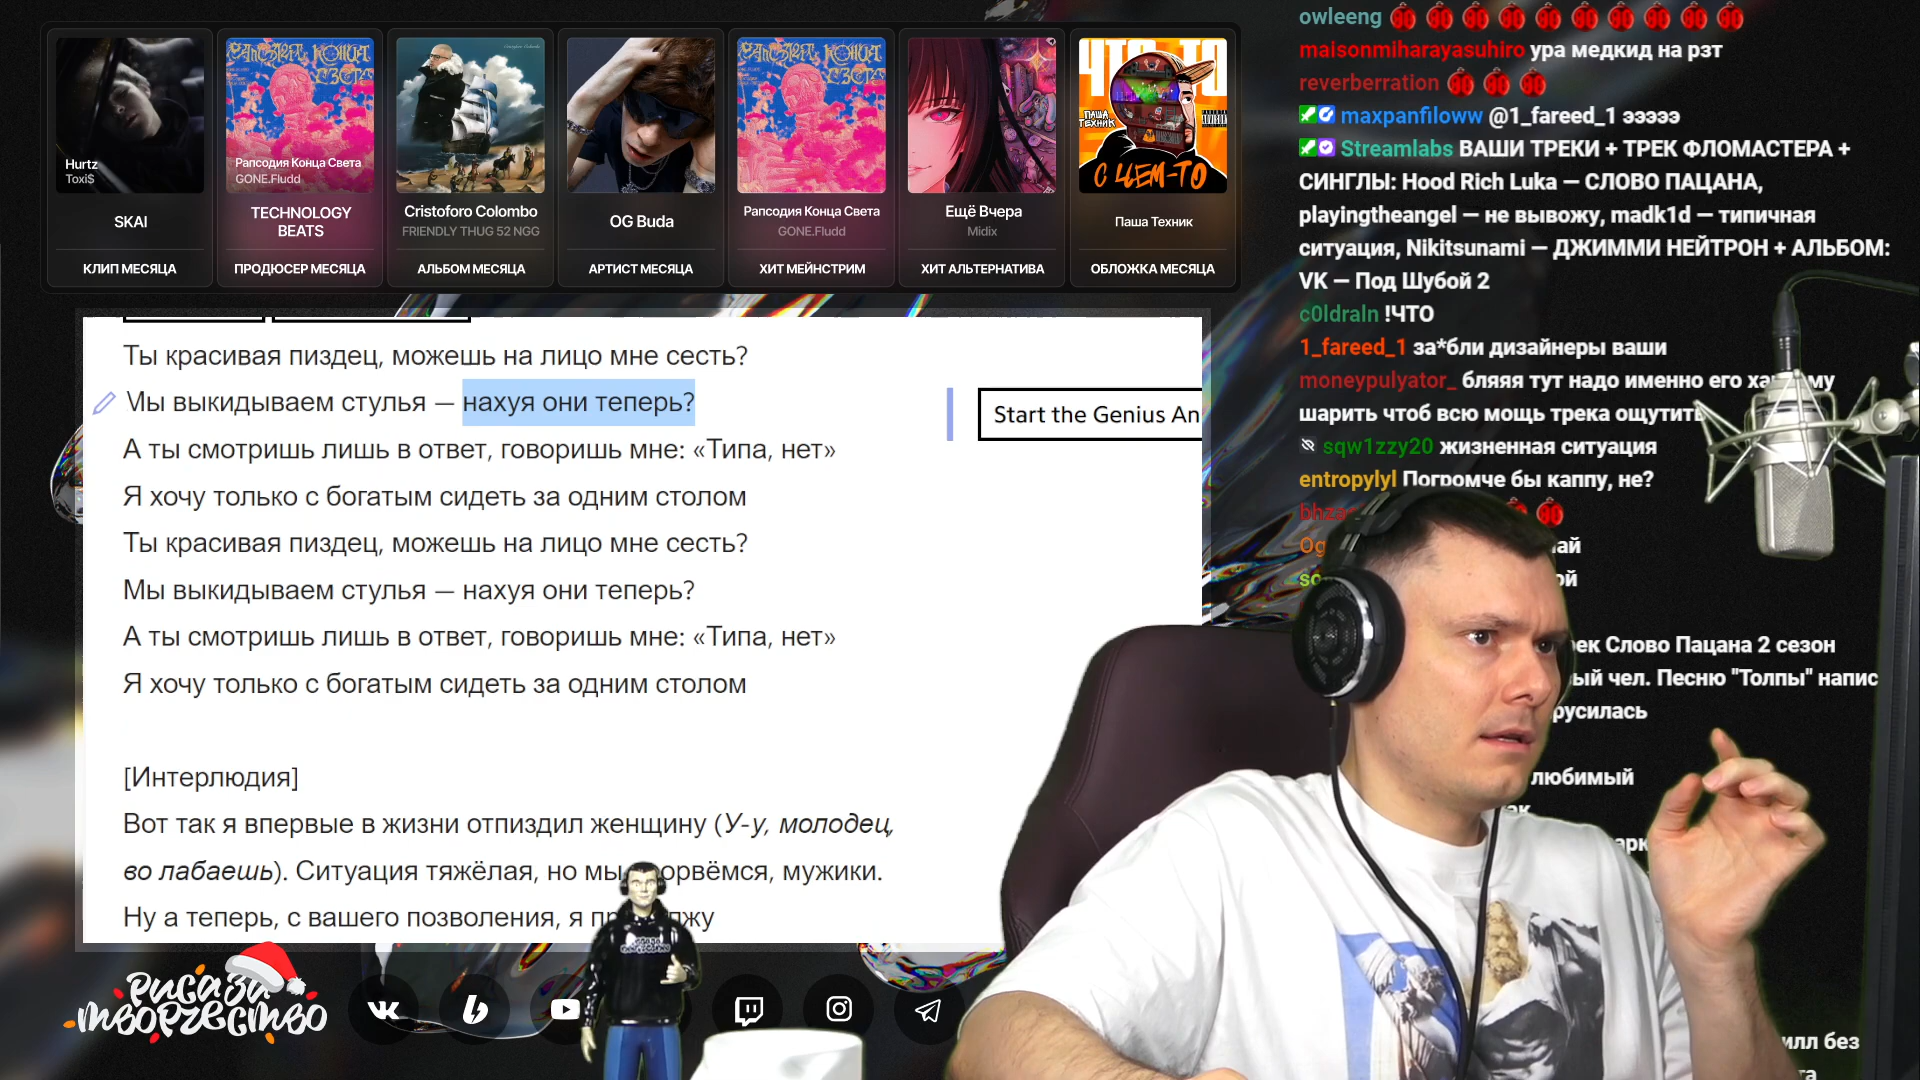 Hurtz
Toxi$
SKAI
КЛИП МЕСЯЦА
Рапсодия Конца Света
GONE.Fludd
TECHNOLOGY
BEATS
ПРОДЮСЕР МЕСЯЦА
Cristoforo Colombo
FRIENDLY THUG 52 NGG
АЛЬБОМ МЕСЯЦА
OG Buda
АРТИСТ МЕСЯЦА
Рапсодия Конца Света
GONE.Fludd
ХИТ МЕЙНСТРИМ
Ещё Вчера
Midix
ХИТ АЛЬТЕРНАТИВА
ЧТО-ТО
ПАША
ТЕХНИК
С ЧЕМ-ТО
Паша Техник
ОБЛОЖКА МЕСЯЦА
Ты красивая пиздец, можешь на лицо мне сесть?
Мы выкидываем стулья — нахуя они теперь?
А ты смотришь лишь в ответ, говоришь мне: «Типа, нет»
Я хочу только с богатым сидеть за одним столом
Ты красивая пиздец, можешь на лицо мне сесть?
Мы выкидываем стулья — нахуя они теперь?
А ты смотришь лишь в ответ, говоришь мне: «Типа, нет»
Я хочу только с богатым сидеть за одним столом
[Интерлюдия]
Вот так я впервые в жизни отпиздил женщину (У-у, молодец,
во лабаешь). Ситуация тяжёлая, но мы орвёмся, мужики.
Ну а теперь, с вашего позволения, я
Start the Genius An
owleeng
maisonmiharayasuhiro ура медкид на рзт
reverberration
maxpanfiloww @1_fareed_1 эээээ
Streamlabs ВАШИ ТРЕКИ + ТРЕК ФЛОМАСТЕРА +
СИНГЛЫ: Hood Rich Luka — СЛОВО ПАЦАНА,
playingtheangel — не вывожу, madk1d — типичная
ситуация, Nikitsunami — ДЖИММИ НЕЙТРОН + АЛЬБОМ:
VK — Под Шубой 2
c0ldraln !ЧТО
1_fareed_1 за*бли дизайнеры ваши
moneypulyator_ бляяя тут надо именно его
шарить чтоб всю мощь трека ощутить
sqw1zzy20 жизненная ситуация
entropylyl Погромче бы каппу, не?
Слово Пацана 2 сезон
чел. Песню "Толпы" напис
русилась
любимый
без
РИСАЗА
ТВОРЧЕСТВО